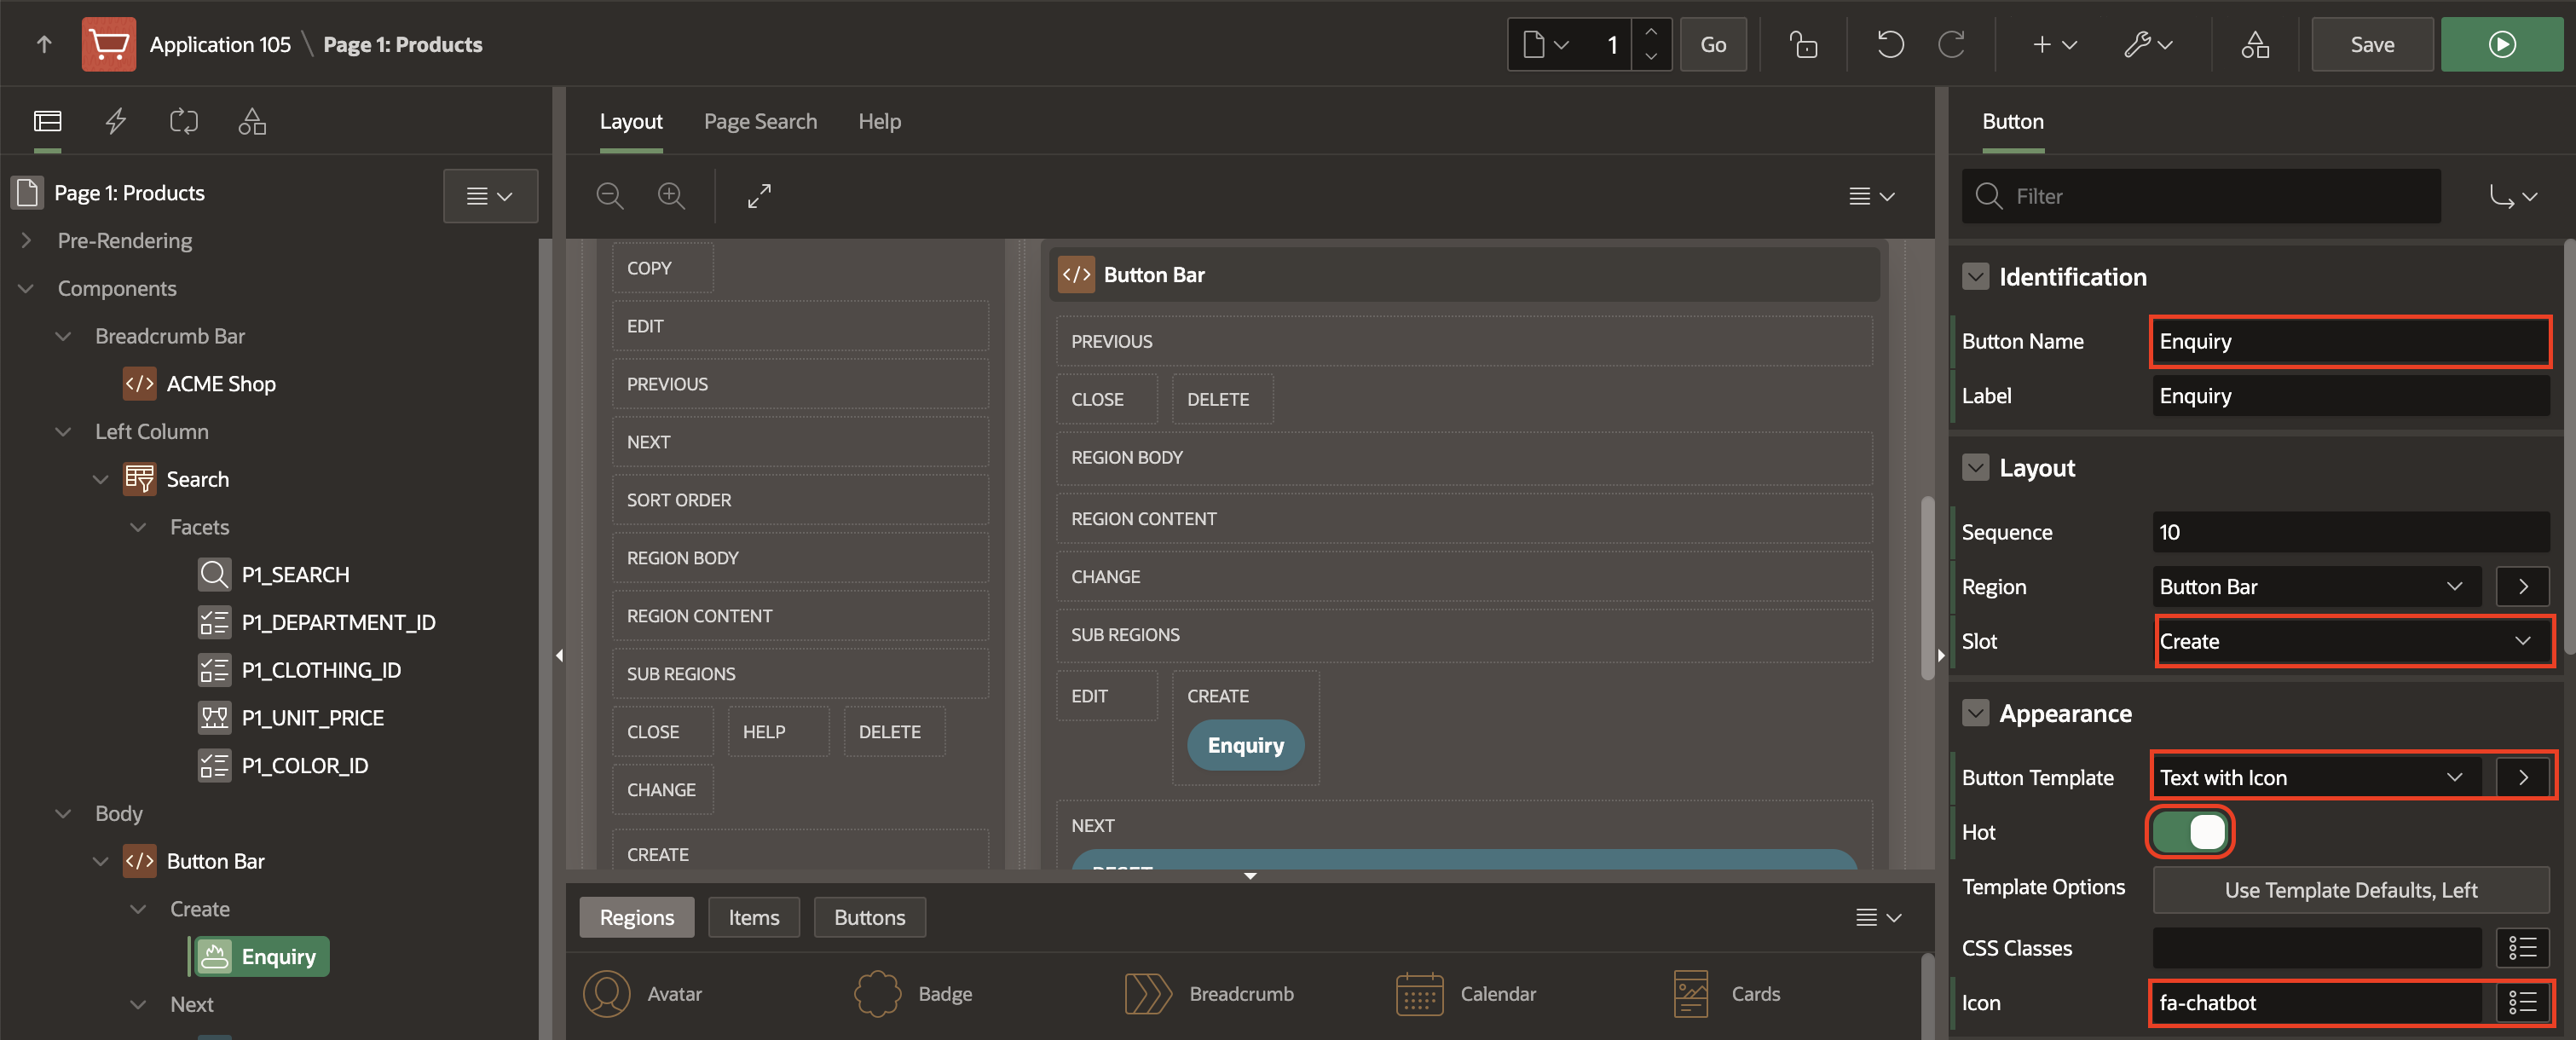 Application 105 \ Page 1: Products
1
Go
Save
Page 1: Products
Pre-Rendering
Components
Breadcrumb Bar
</> ACME Shop
Left Column
Search
Facets
P1_SEARCH
P1_DEPARTMENT_ID
P1_CLOTHING_ID
P1_UNIT_PRICE
P1_COLOR_ID
Body
</> Button Bar
Create
Enquiry
Next
Layout Page Search Help
COPY
EDIT
PREVIOUS
NEXT
SORT ORDER
REGION BODY
REGION CONTENT
SUB REGIONS
CLOSE HELP DELETE
CHANGE
CREATE
</> Button Bar
PREVIOUS
CLOSE DELETE
REGION BODY
REGION CONTENT
CHANGE
SUB REGIONS
EDIT CREATE
Enquiry
NEXT
RESET
Regions Items Buttons
Avatar Badge Breadcrumb Calendar Cards
Button
Filter
Identification
Button Name Enquiry
Label Enquiry
Layout
Sequence 10
Region Button Bar
Slot Create
Appearance
Button Template Text with Icon
Hot
Template Options Use Template Defaults, Left
CSS Classes
Icon fa-chatbot